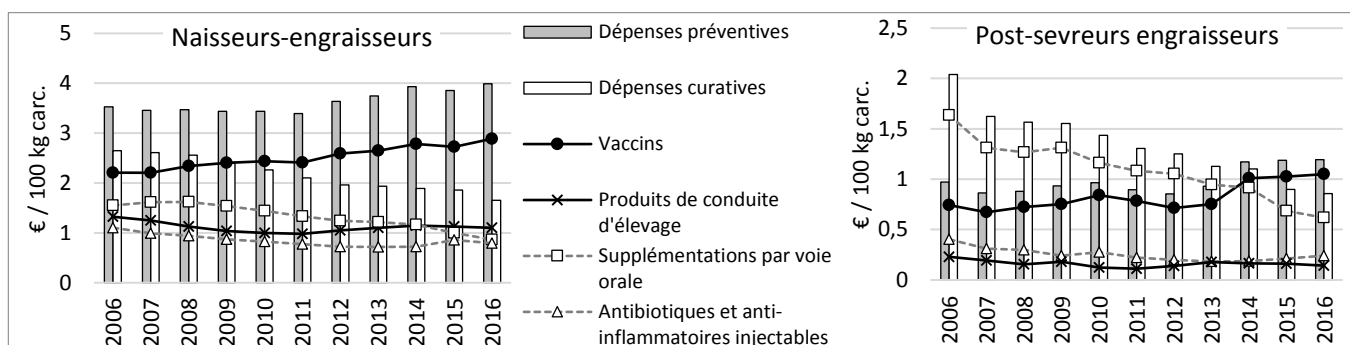 Naisseurs-engraisseurs
€ / 100 kg carc.
5
4
3
2
1
0
2006
2007
2008
2009
2010
2011
2012
2013
2014
2015
2016
Dépenses préventives
Dépenses curatives
Vaccins
Produits de conduite
d'élevage
Supplémentations par voie
orale
Antibiotiques et anti-
inflammatoires injectables
Post-sevreurs engraisseurs
€ / 100 kg carc.
2,5
2
1,5
1
0,5
0
2006
2007
2008
2009
2010
2011
2012
2013
2014
2015
2016